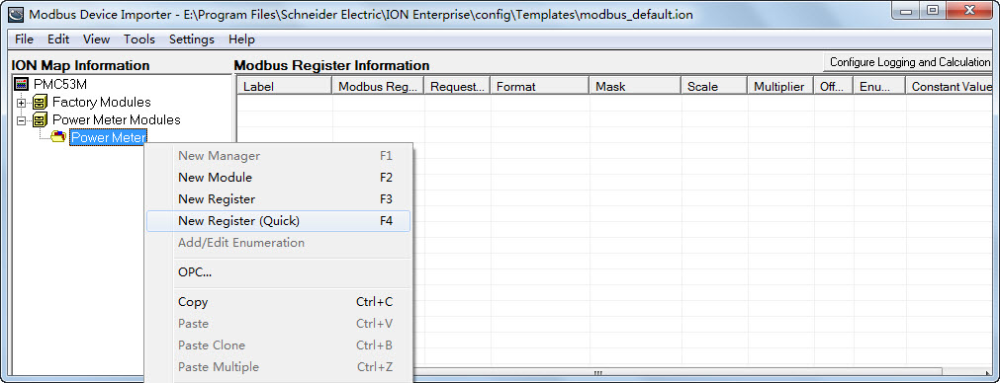 Modbus Device Importer - E:\Program Files\Schneider Electric\ION Enterprise\config\Templates\modbus_default.ion
File Edit View Tools Settings Help
ION Map Information
Modbus Register Information
Configure Logging and Calculation
PMC53M
Factory Modules
Power Meter Modules
Power Meter
Label Modbus Reg... Request... Format Mask Scale Multiplier Off... Enu... Constant Value
New Manager F1
New Module F2
New Register F3
New Register (Quick) F4
Add/Edit Enumeration
OPC...
Copy Ctrl+C
Paste Ctrl+V
Paste Clone Ctrl+B
Paste Multiple Ctrl+Z